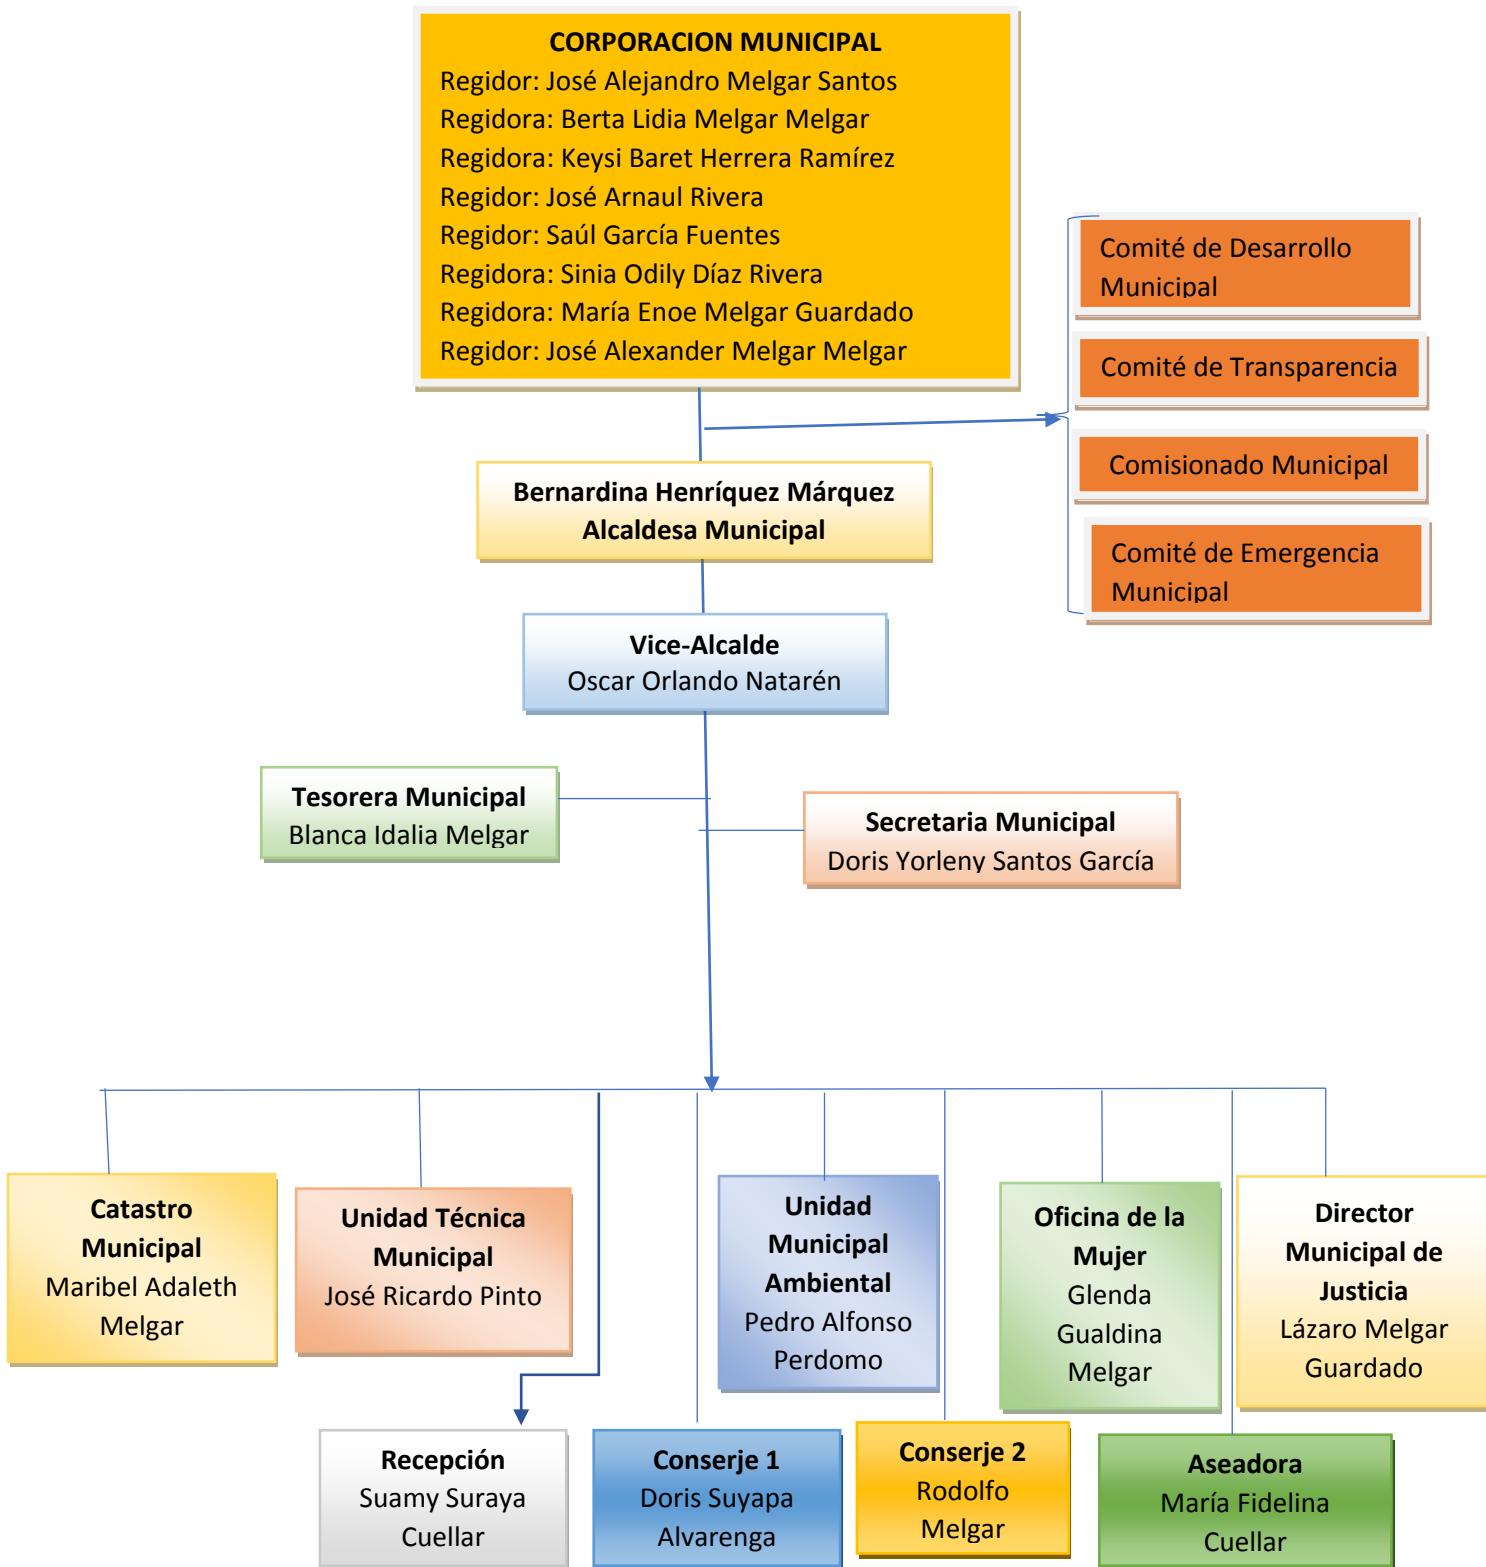 CORPORACION MUNICIPAL
Regidor: José Alejandro Melgar Santos
Regidora: Berta Lidia Melgar Melgar
Regidora: Keysi Baret Herrera Ramírez
Regidor: José Arnaul Rivera
Regidor: Saúl García Fuentes
Regidora: Sinia Odily Díaz Rivera
Regidora: María Enoe Melgar Guardado
Regidor: José Alexander Melgar Melgar
Comité de Desarrollo
Municipal
Comité de Transparencia
Comisionado Municipal
Comité de Emergencia
Municipal
Bernardina Henríquez Márquez
Alcaldesa Municipal
Vice-Alcalde
Oscar Orlando Natarén
Tesorera Municipal
Blanca Idalia Melgar
Secretaria Municipal
Doris Yorleny Santos García
Catastro
Municipal
Maribel Adaleth
Melgar
Unidad Técnica
Municipal
José Ricardo Pinto
Unidad
Municipal
Ambiental
Pedro Alfonso
Perdomo
Oficina de la
Mujer
Glenda
Gualdina
Melgar
Director
Municipal de
Justicia
Lázaro Melgar
Guardado
Recepción
Suamy Suraya
Cuellar
Conserje 1
Doris Suyapa
Alvarenga
Conserje 2
Rodolfo
Melgar
Aseadora
María Fidelina
Cuellar